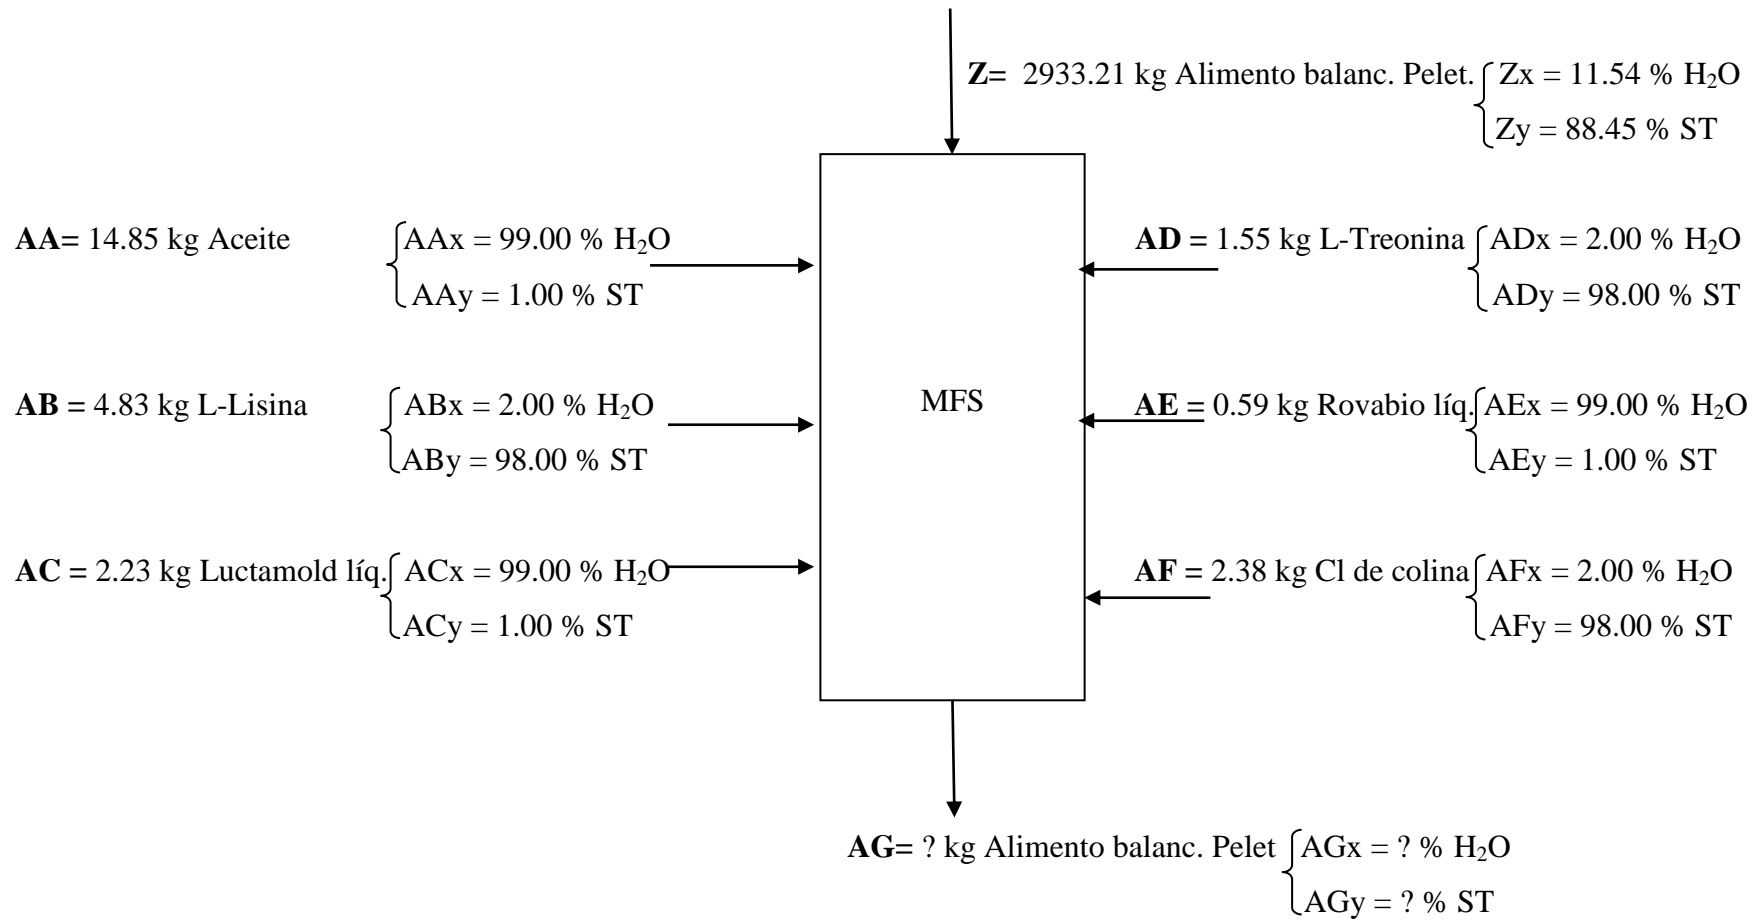 Z= 2933.21 kg Alimento balanc. Pelet. Zx = 11.54 % H₂O
Zy = 88.45 % ST
AA= 14.85 kg Aceite AAx = 99.00 % H₂O
AAy = 1.00 % ST
AD = 1.55 kg L-Treonina ADx = 2.00 % H₂O
ADy = 98.00 % ST
AB = 4.83 kg L-Lisina ABx = 2.00 % H₂O
ABy = 98.00 % ST
MFS
AE = 0.59 kg Rovabio líq. AEx = 99.00 % H₂O
AEy = 1.00 % ST
AC = 2.23 kg Luctamold líq. ACx = 99.00 % H₂O
ACy = 1.00 % ST
AF = 2.38 kg Cl de colina AFx = 2.00 % H₂O
AFy = 98.00 % ST
AG= ? kg Alimento balanc. Pelet AGx = ? % H₂O
AGy = ? % ST